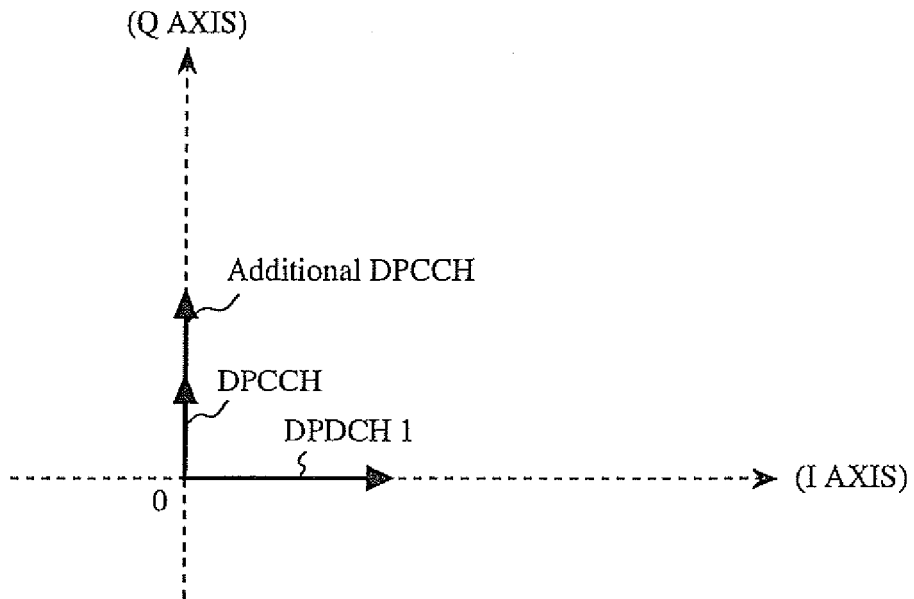 (Q AXIS)
Additional DPCCH
DPCCH
DPDCH 1
(I AXIS)
0